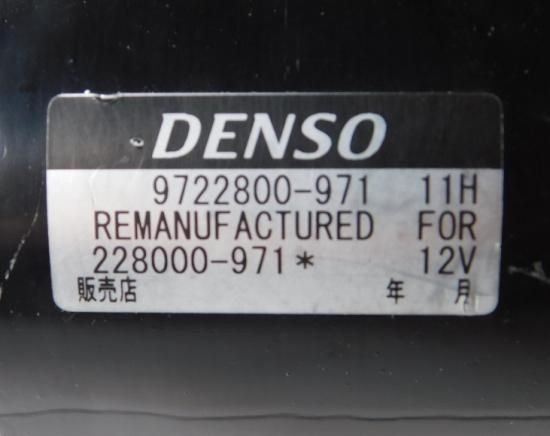 DENSO
9722800-971 11H
REMANUFACTURED FOR
228000-971* 12V
販売店 年 月